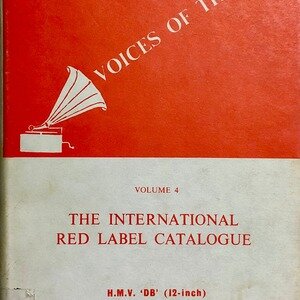 VOICES OF TH
VOLUME 4
THE INTERNATIONAL
RED LABEL CATALOGUE
H.M.V. 'DB' (12-inch)